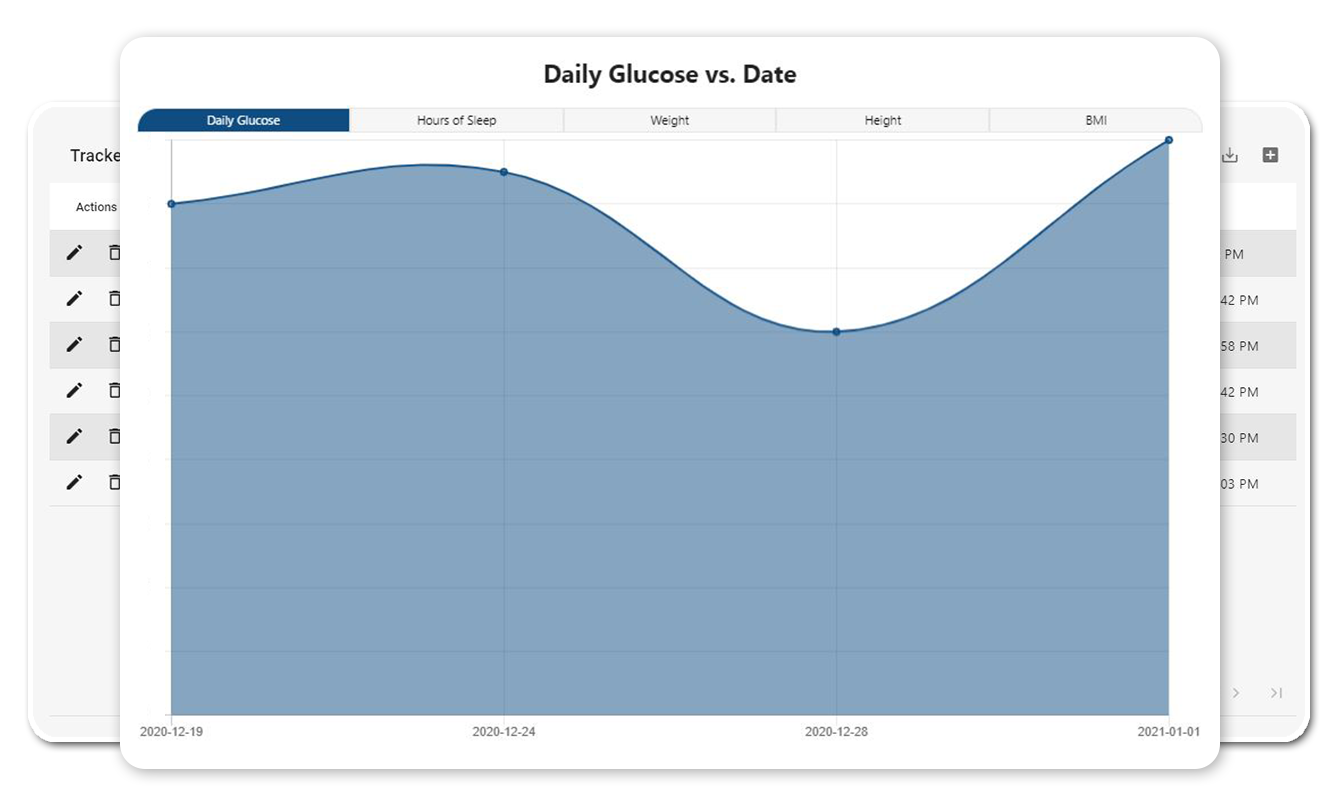 Daily Glucose vs. Date
Daily Glucose Hours of Sleep Weight Height BMI
Actions
PM
42 PM
58 PM
42 PM
30 PM
03 PM
2020-12-19 2020-12-24 2020-12-28 2021-01-01